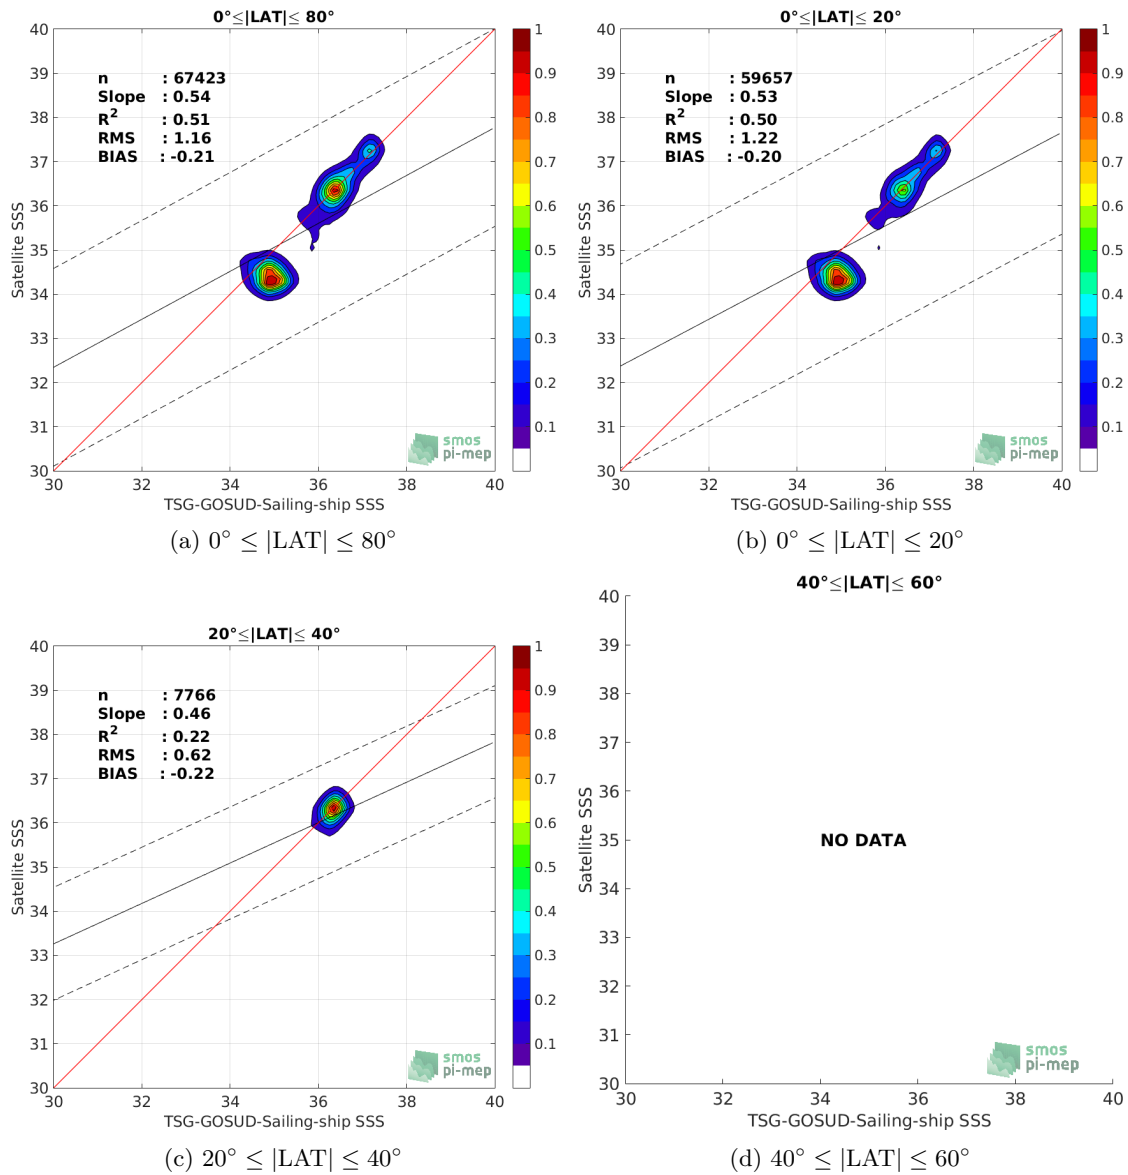 0°≤|LAT|≤ 80°
40
39
38
37
36
35
34
33
32
31
30
30
32
34
36
38
40
Satellite SSS
TSG-GOSUD-Sailing-ship SSS
n : 67423
Slope : 0.54
R2 : 0.51
RMS : 1.16
BIAS : -0.21
1
0.9
0.8
0.7
0.6
0.5
0.4
0.3
0.2
0.1
smos
pi-mep
(a) 0° ≤ |LAT| ≤ 80°
0°≤|LAT|≤ 20°
40
39
38
37
36
35
34
33
32
31
30
30
32
34
36
38
40
Satellite SSS
TSG-GOSUD-Sailing-ship SSS
n : 59657
Slope : 0.53
R2 : 0.50
RMS : 1.22
BIAS : -0.20
1
0.9
0.8
0.7
0.6
0.5
0.4
0.3
0.2
0.1
smos
pi-mep
(b) 0° ≤ |LAT| ≤ 20°
20°≤|LAT|≤ 40°
40
39
38
37
36
35
34
33
32
31
30
30
32
34
36
38
40
Satellite SSS
TSG-GOSUD-Sailing-ship SSS
n : 7766
Slope : 0.46
R2 : 0.22
RMS : 0.62
BIAS : -0.22
1
0.9
0.8
0.7
0.6
0.5
0.4
0.3
0.2
0.1
smos
pi-mep
(c) 20° ≤ |LAT| ≤ 40°
40°≤|LAT|≤ 60°
40
39
38
37
36
35
34
33
32
31
30
30
32
34
36
38
40
Satellite SSS
TSG-GOSUD-Sailing-ship SSS
NO DATA
smos
pi-mep
(d) 40° ≤ |LAT| ≤ 60°